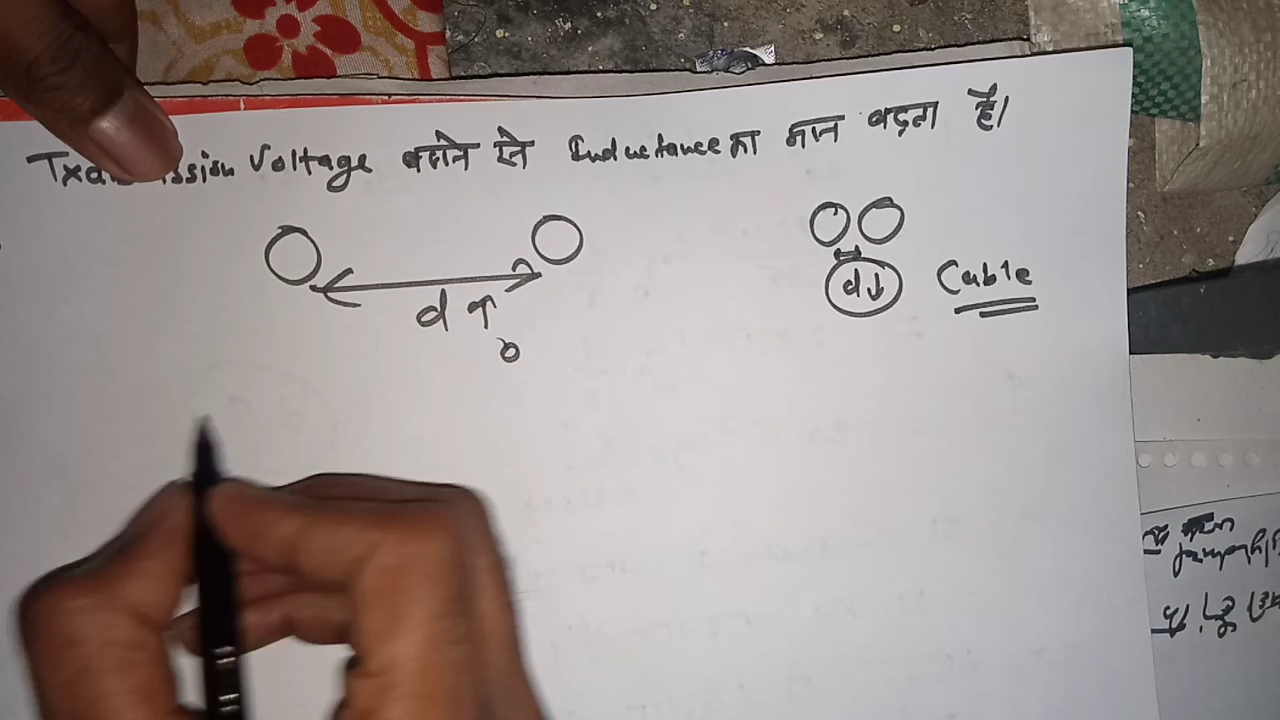 Transmission Voltage बढ़ाने से Inductance का मान बढ़ता है।
d ↑
d↓ Cable